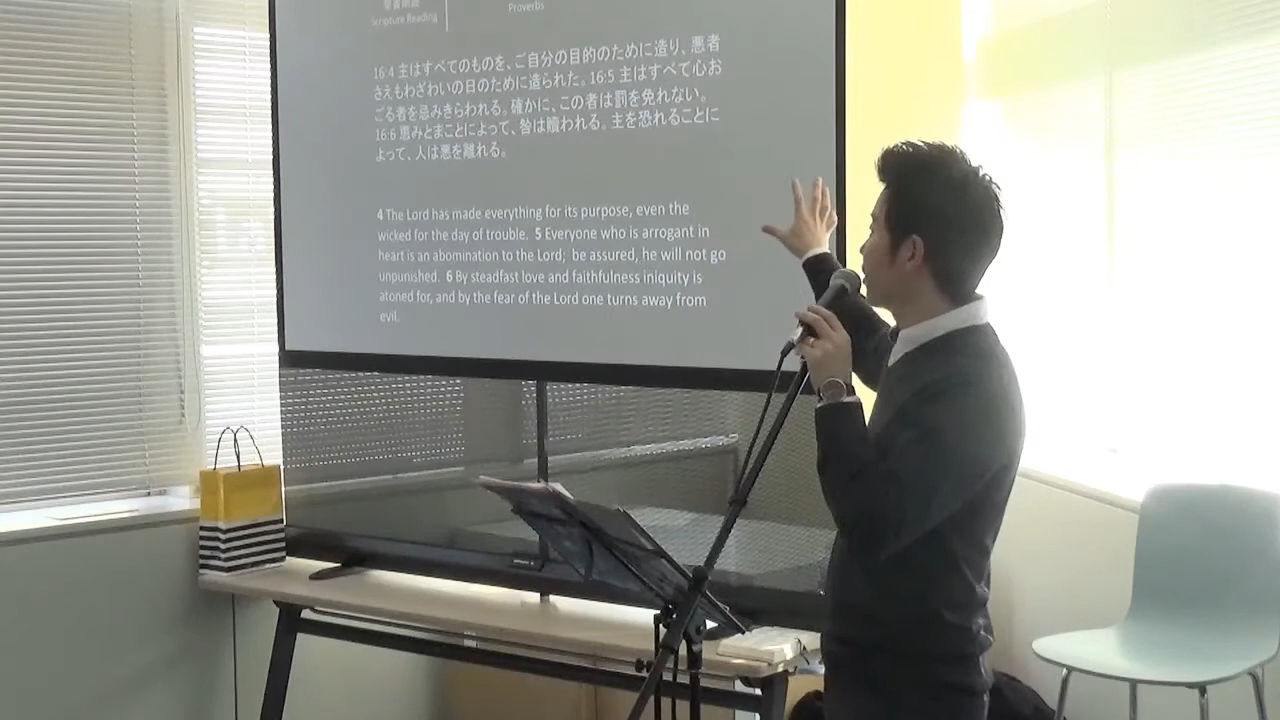 聖書朗読
Scripture Reading
Proverbs
16:4 主はすべてのものを、ご自分の目的のために造り、悪者
さえもわざわいの日のために造られた。16:5 主はすべて心お
ごる者を忌みきらわれる。確かに、この者は罰を免れない。
16:6 恵みとまことによって、咎は贖われる。主を恐れることに
よって、人は悪を離れる。
4 The Lord has made everything for its purpose, even the
wicked for the day of trouble. 5 Everyone who is arrogant in
heart is an abomination to the Lord; be assured, he will not go
unpunished. 6 By steadfast love and faithfulness iniquity is
atoned for, and by the fear of the Lord one turns away from
evil.